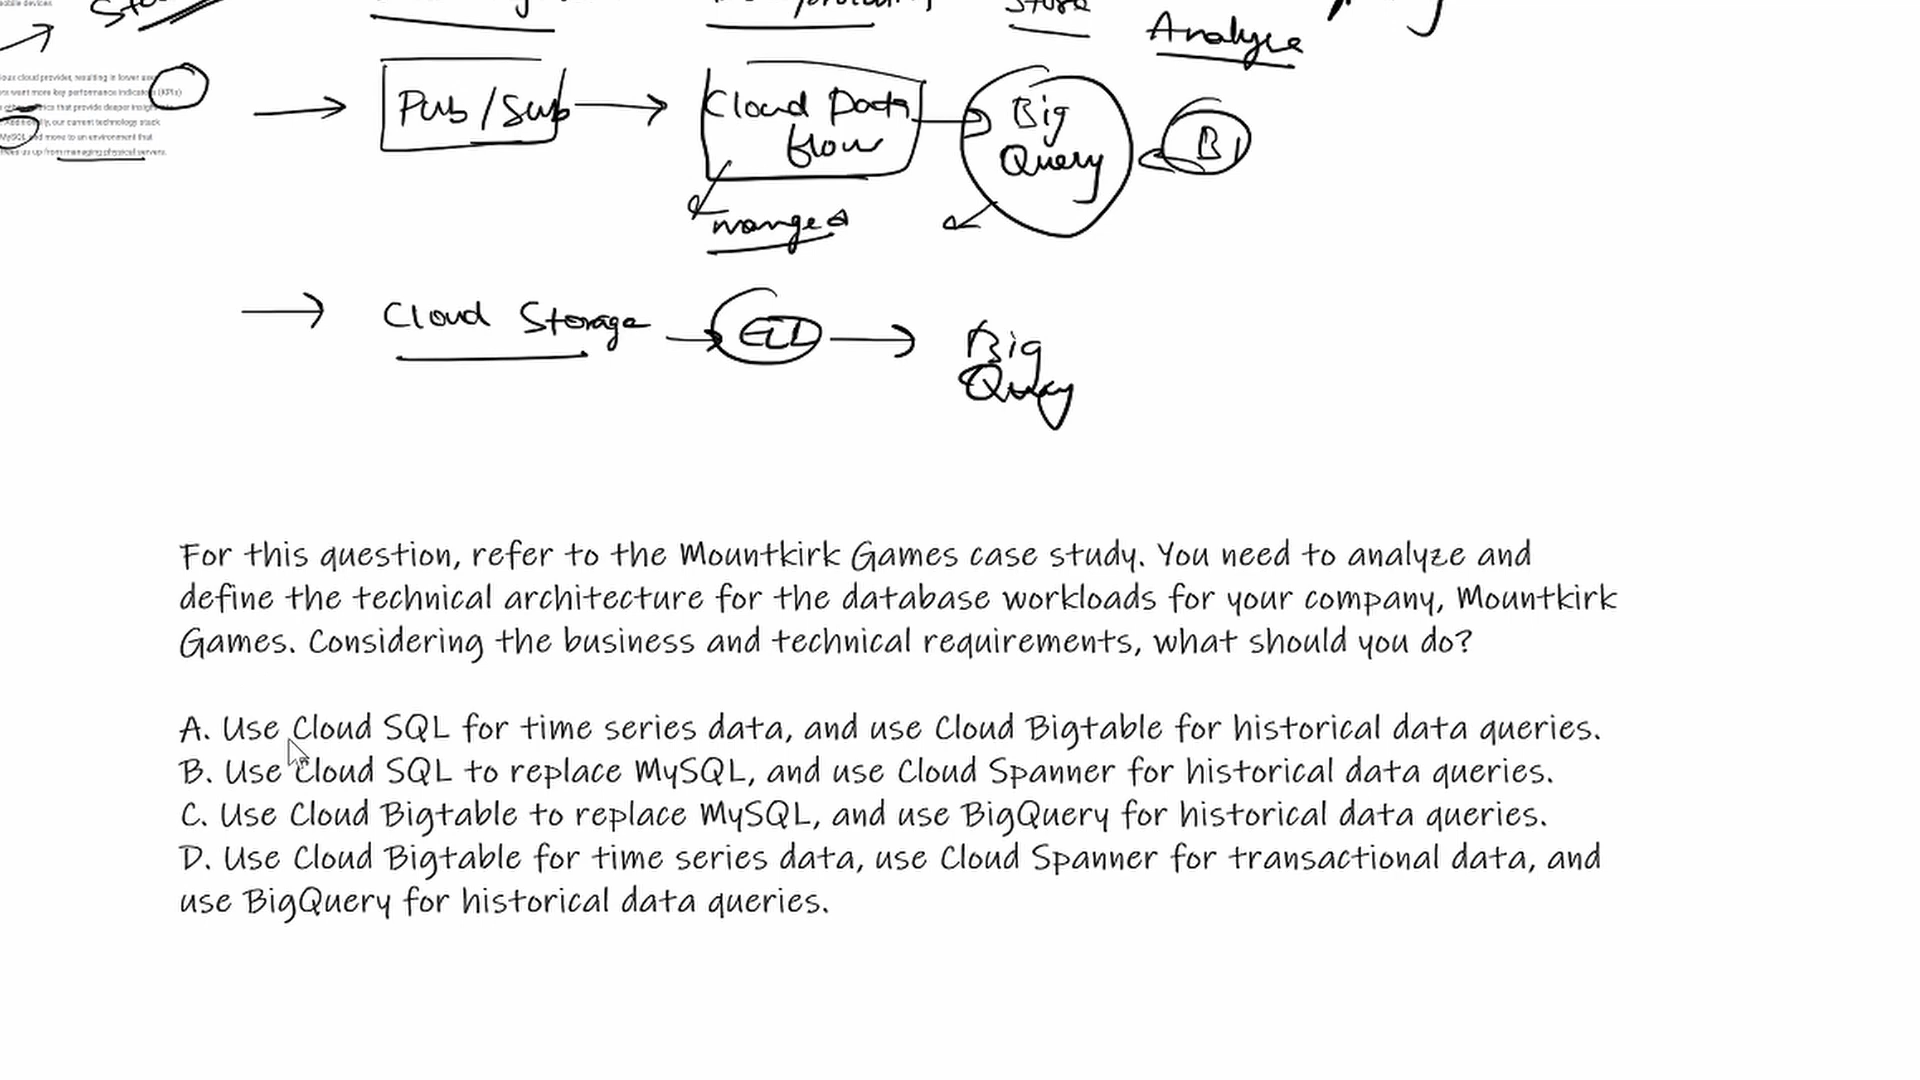 Analyze
Pub/Sub
Cloud Data flow
Big Query
BI
managed
Cloud Storage
Big Query
managing physical servers.
For this question, refer to the Mountkirk Games case study. You need to analyze and
define the technical architecture for the database workloads for your company, Mountkirk
Games. Considering the business and technical requirements, what should you do?
A. Use Cloud SQL for time series data, and use Cloud Bigtable for historical data queries.
B. Use Cloud SQL to replace MySQL, and use Cloud Spanner for historical data queries.
C. Use Cloud Bigtable to replace MySQL, and use BigQuery for historical data queries.
D. Use Cloud Bigtable for time series data, use Cloud Spanner for transactional data, and
use BigQuery for historical data queries.